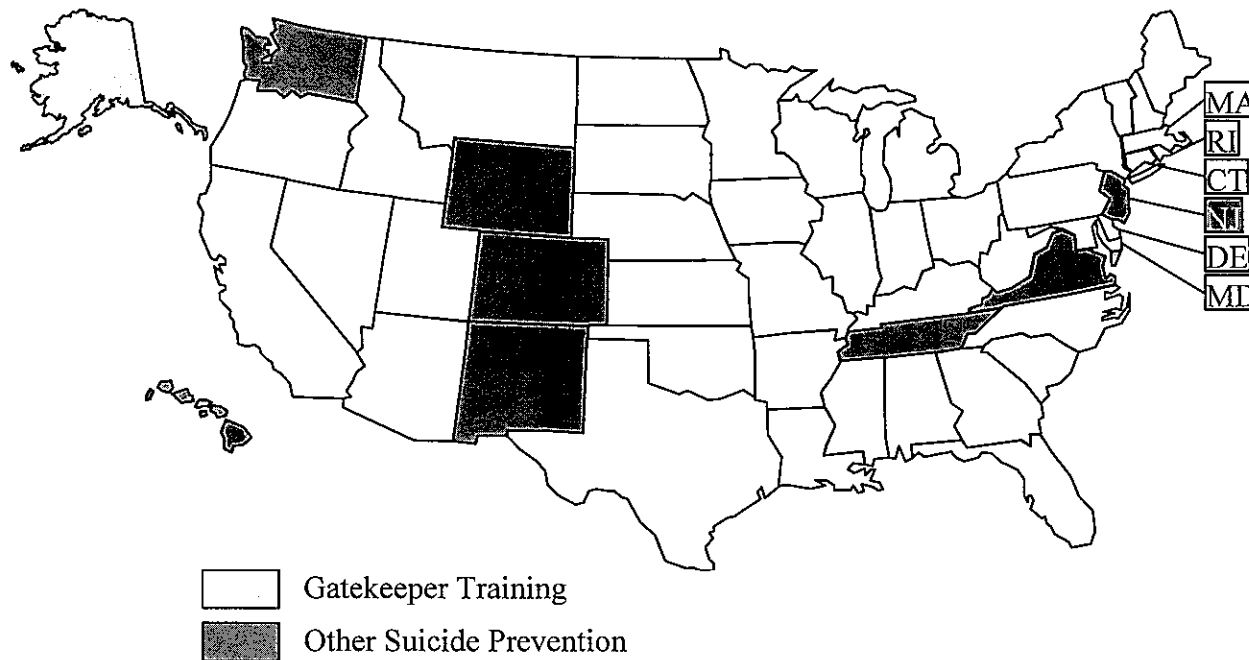 MA
RI
CT
NJ
DE
MD
Gatekeeper Training
Other Suicide Prevention